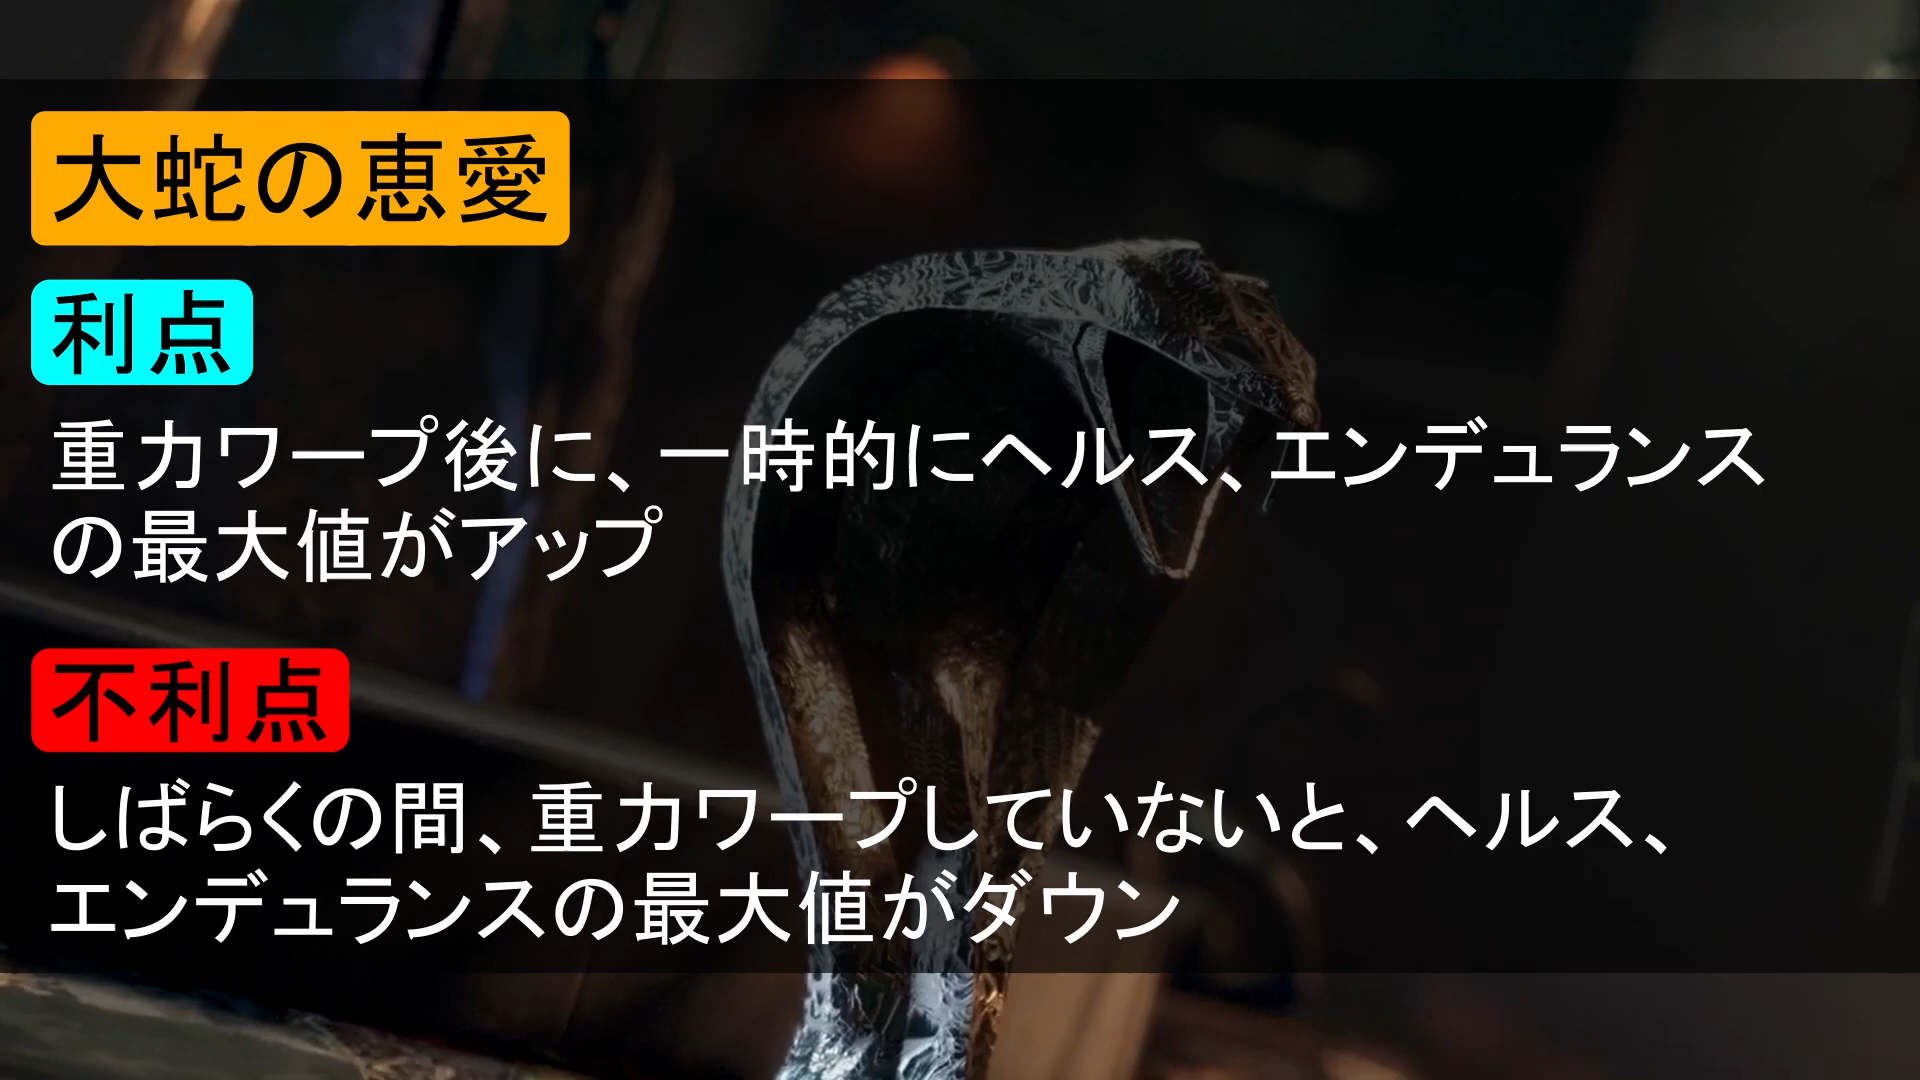 大蛇の恵愛
利点
重力ワープ後に、一時的にヘルス、エンデュランス
の最大値がアップ
不利点
しばらくの間、重力ワープしていないと、ヘルス、
エンデュランスの最大値がダウン